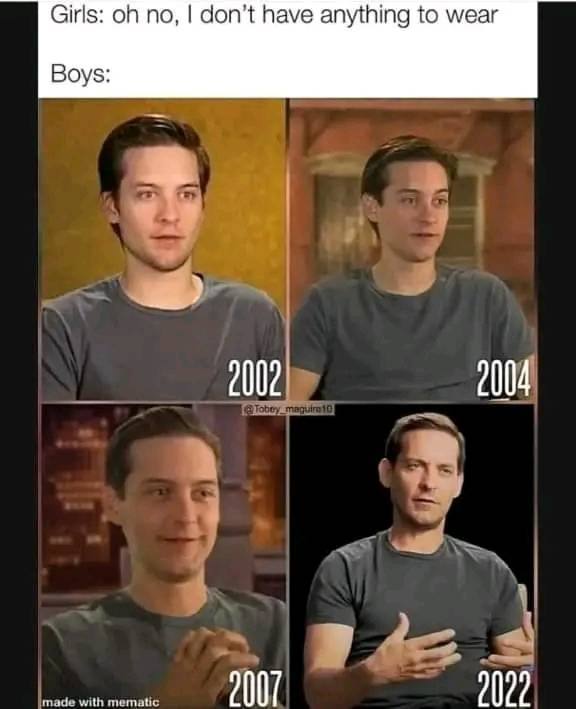 Girls: oh no, I don't have anything to wear
Boys:
2002
2004
@Tobey_maguire10
2007
2022
made with mematic